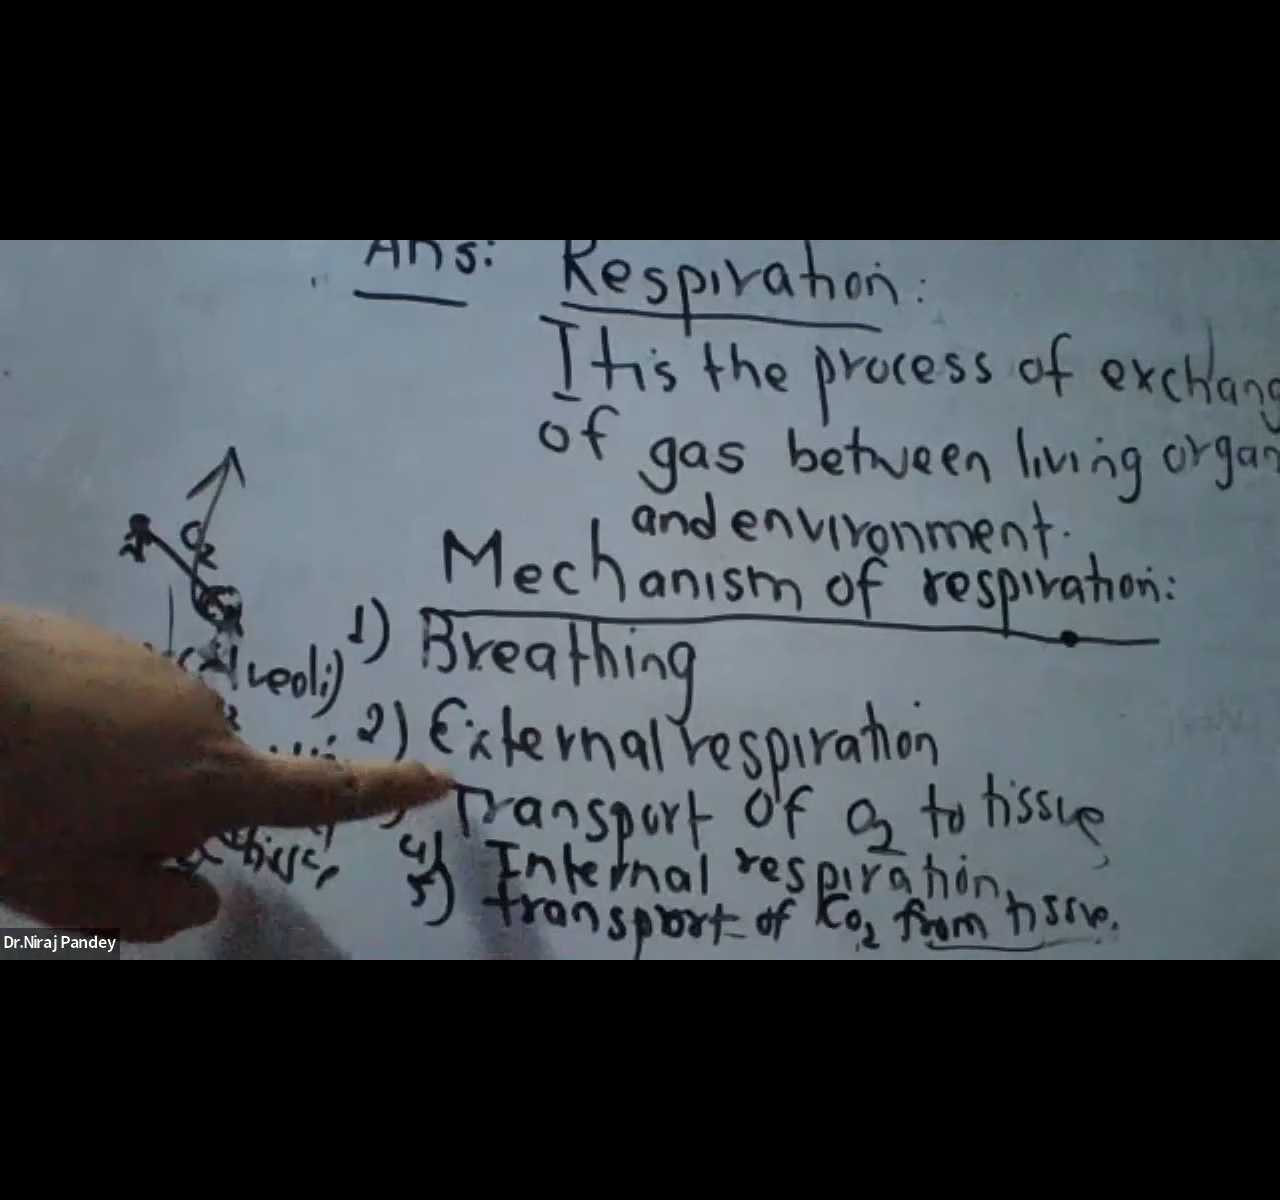 Ans: Respiration:
It is the process of exchang
of gas between living organ
and environment.
Mechanism of respiration:
1) Breathing
2) External respiration
Transport of O2 to tissue
4) Internal respiration
5) transport of CO2 from tissue.
O2
(Alveoli)
tissue
Dr.Niraj Pandey